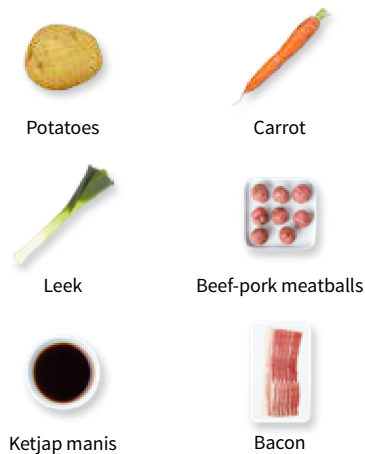 Potatoes
Carrot
Leek
Beef-pork meatballs
Ketjap manis
Bacon